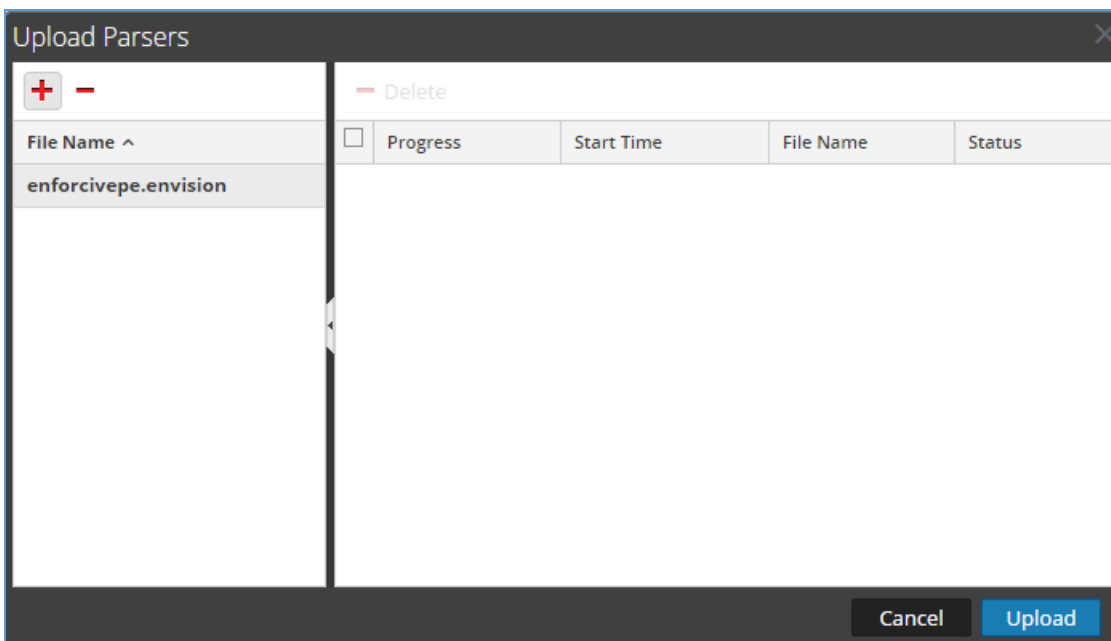 Upload Parsers
Delete
File Name
Progress Start Time File Name Status
enforcivepe.envision
Cancel Upload